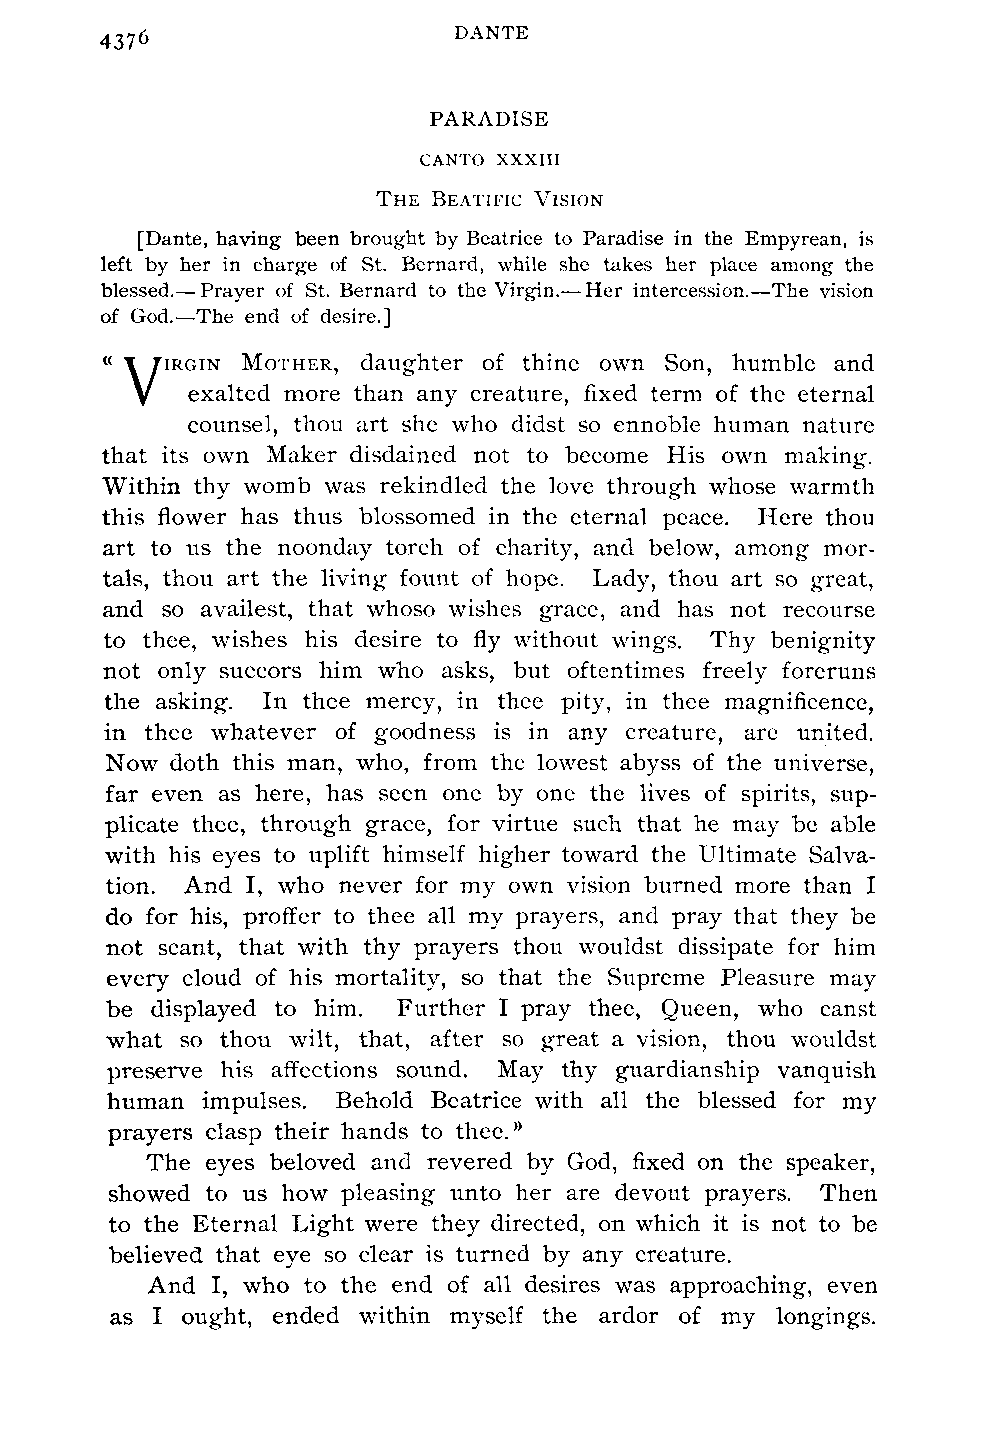 4376
DANTE
PARADISE
CANTO XXXIII
THE BEATIFIC VISION
[Dante, having been brought by Beatrice to Paradise in the Empyrean, is
left by her in charge of St. Bernard, while she takes her place among the
blessed.—Prayer of St. Bernard to the Virgin.—Her intercession.—The vision
of God.—The end of desire.]
«VIRGIN MOTHER, daughter of thine own Son, humble and
exalted more than any creature, fixed term of the eternal
counsel, thou art she who didst so ennoble human nature
that its own Maker disdained not to become His own making.
Within thy womb was rekindled the love through whose warmth
this flower has thus blossomed in the eternal peace. Here thou
art to us the noonday torch of charity, and below, among mor-
tals, thou art the living fount of hope. Lady, thou art so great,
and so availest, that whoso wishes grace, and has not recourse
to thee, wishes his desire to fly without wings. Thy benignity
not only succors him who asks, but oftentimes freely foreruns
the asking. In thee mercy, in thee pity, in thee magnificence,
in thee whatever of goodness is in any creature, are united.
Now doth this man, who, from the lowest abyss of the universe,
far even as here, has seen one by one the lives of spirits, sup-
plicate thee, through grace, for virtue such that he may be able
with his eyes to uplift himself higher toward the Ultimate Salva-
tion. And I, who never for my own vision burned more than I
do for his, proffer to thee all my prayers, and pray that they be
not scant, that with thy prayers thou wouldst dissipate for him
every cloud of his mortality, so that the Supreme Pleasure may
be displayed to him. Further I pray thee, Queen, who canst
what so thou wilt, that, after so great a vision, thou wouldst
preserve his affections sound. May thy guardianship vanquish
human impulses. Behold Beatrice with all the blessed for my
prayers clasp their hands to thee.»
The eyes beloved and revered by God, fixed on the speaker,
showed to us how pleasing unto her are devout prayers. Then
to the Eternal Light were they directed, on which it is not to be
believed that eye so clear is turned by any creature.
And I, who to the end of all desires was approaching, even
as I ought, ended within myself the ardor of my longings.